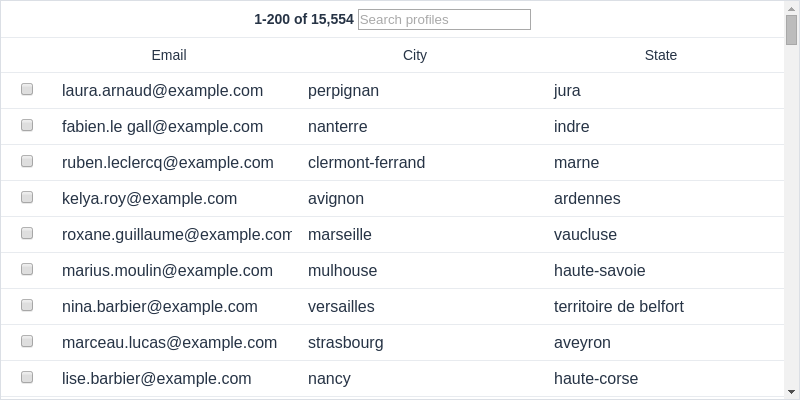 1-200 of 15,554 Search profiles
Email City State
laura.arnaud@example.com perpignan jura
fabien.le gall@example.com nanterre indre
ruben.leclercq@example.com clermont-ferrand marne
kelya.roy@example.com avignon ardennes
roxane.guillaume@example.com marseille vaucluse
marius.moulin@example.com mulhouse haute-savoie
nina.barbier@example.com versailles territoire de belfort
marceau.lucas@example.com strasbourg aveyron
lise.barbier@example.com nancy haute-corse